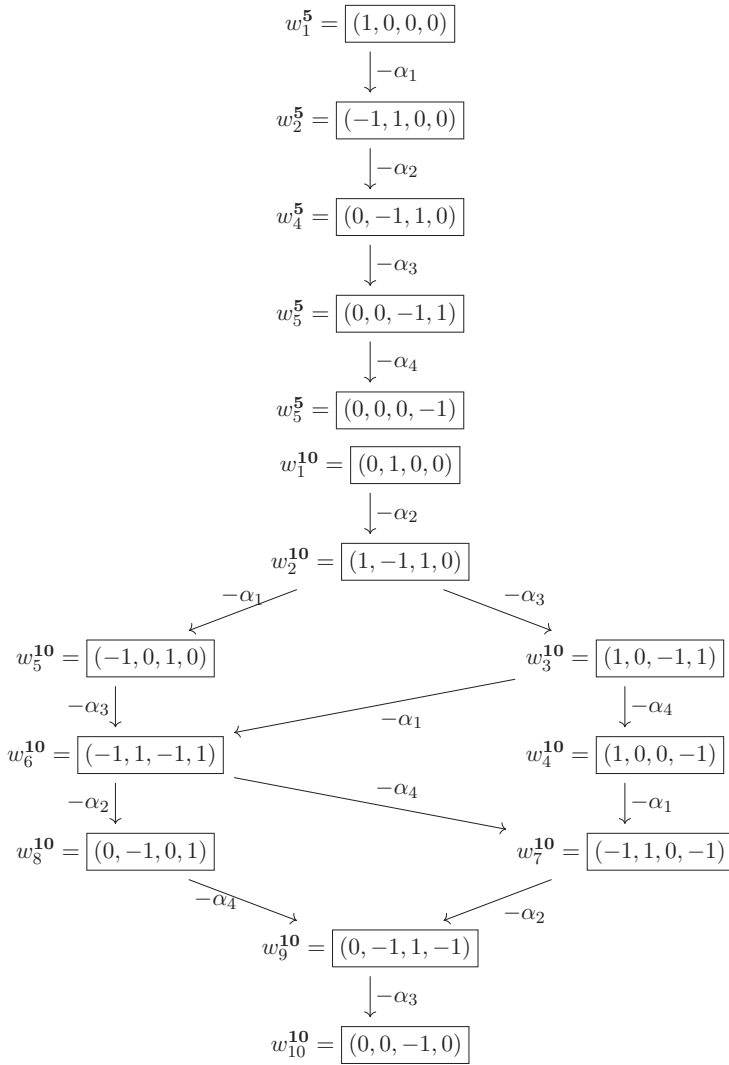 w_1^5 = (1, 0, 0, 0)
−α_1
w_2^5 = (−1, 1, 0, 0)
−α_2
w_4^5 = (0, −1, 1, 0)
−α_3
w_5^5 = (0, 0, −1, 1)
−α_4
w_5^5 = (0, 0, 0, −1)
w_1^10 = (0, 1, 0, 0)
−α_2
w_2^10 = (1, −1, 1, 0)
−α_1 −α_3
w_5^10 = (−1, 0, 1, 0) w_3^10 = (1, 0, −1, 1)
−α_3 −α_1 −α_4
w_6^10 = (−1, 1, −1, 1) w_4^10 = (1, 0, 0, −1)
−α_2 −α_4 −α_1
w_8^10 = (0, −1, 0, 1) w_7^10 = (−1, 1, 0, −1)
−α_4 −α_2
w_9^10 = (0, −1, 1, −1)
−α_3
w_10^10 = (0, 0, −1, 0)